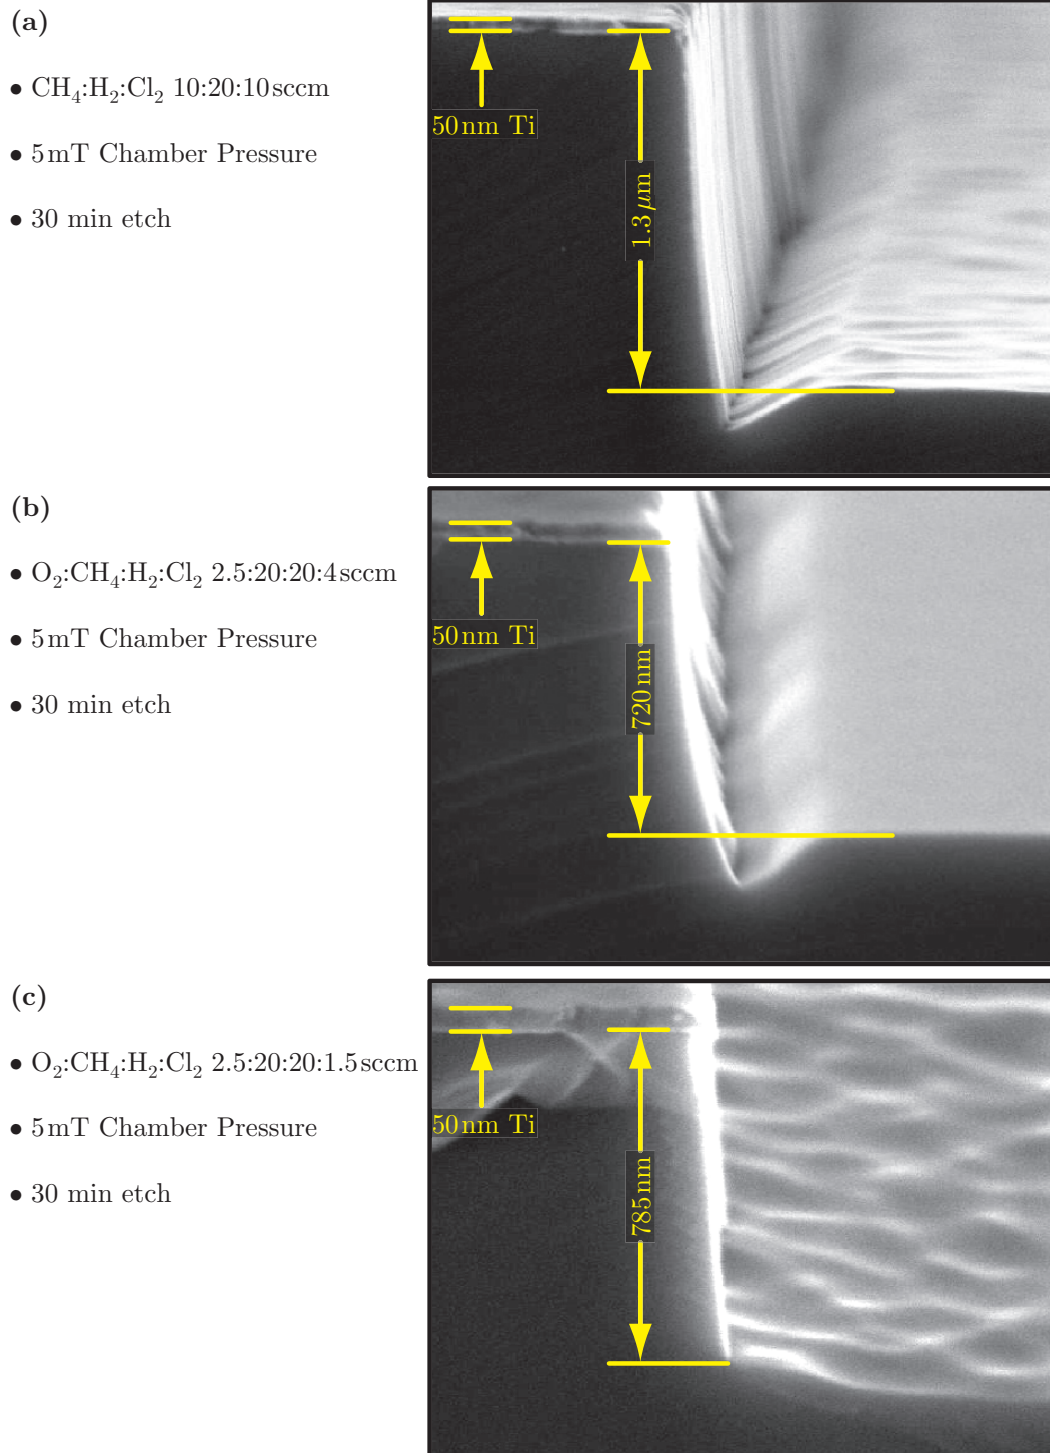 (a)
• CH₄:H₂:Cl₂ 10:20:10 sccm
• 5 mT Chamber Pressure
• 30 min etch
50 nm Ti
1.3 μm
(b)
• O₂:CH₄:H₂:Cl₂ 2.5:20:20:4 sccm
• 5 mT Chamber Pressure
• 30 min etch
50 nm Ti
720 nm
(c)
• O₂:CH₄:H₂:Cl₂ 2.5:20:20:1.5 sccm
• 5 mT Chamber Pressure
• 30 min etch
50 nm Ti
785 nm